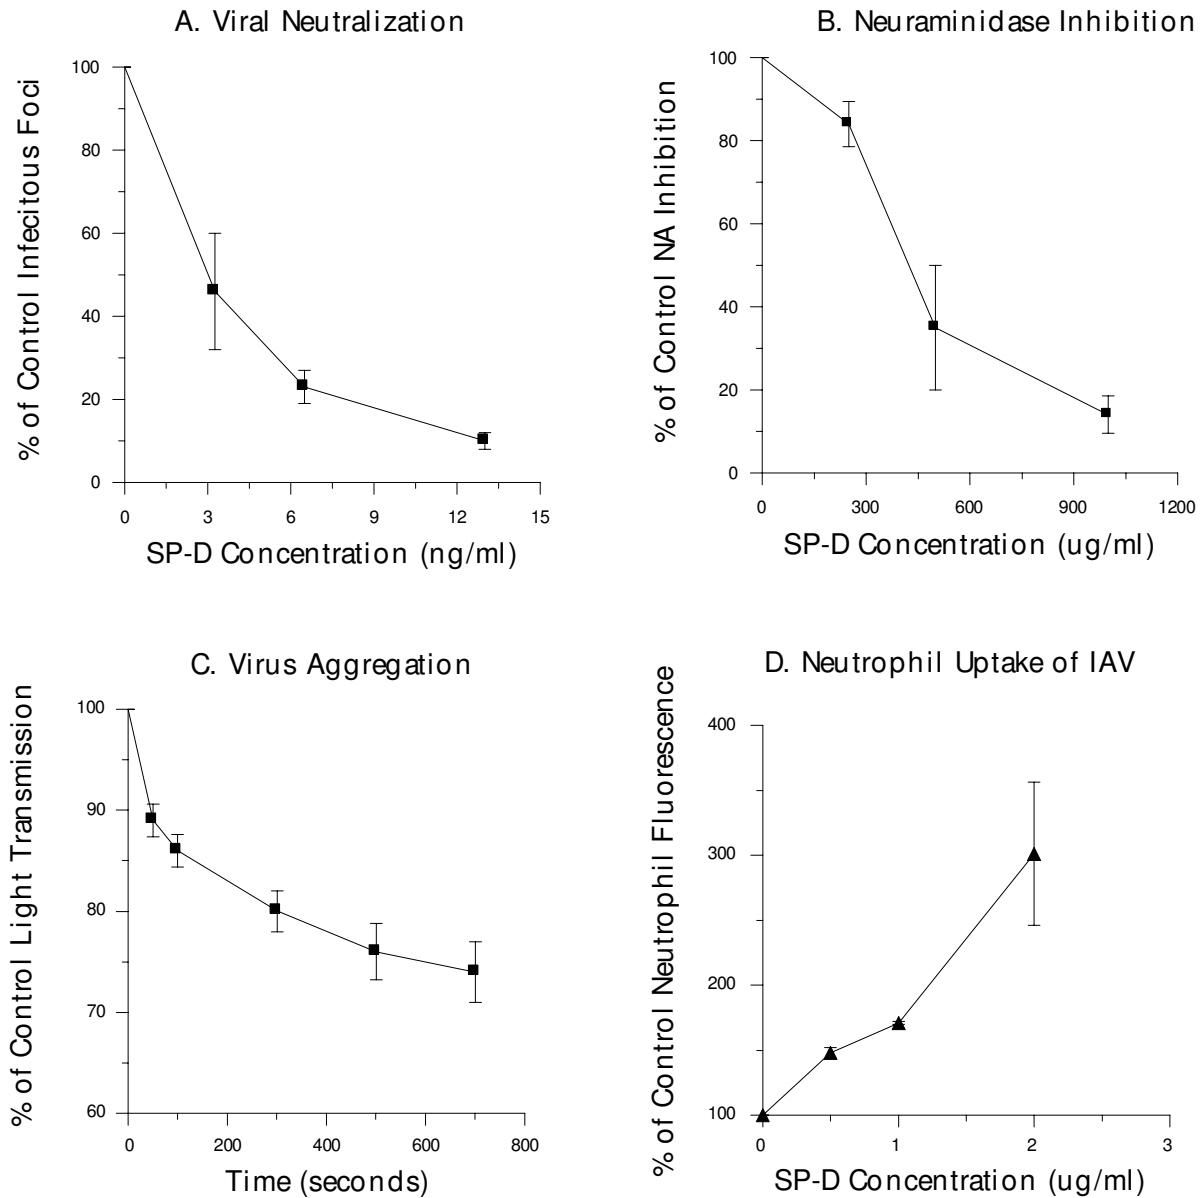 A. Viral Neutralization
% of Control Infecitous Foci
100
80
60
40
20
0
0 3 6 9 12 15
SP-D Concentration (ng/ml)
B. Neuraminidase Inhibition
% of Control NA Inhibition
100
80
60
40
20
0
0 300 600 900 1200
SP-D Concentration (ug/ml)
C. Virus Aggregation
% of Control Light Transmission
100
90
80
70
60
0 200 400 600 800
Time (seconds)
D. Neutrophil Uptake of IAV
% of Control Neutrophil Fluorescence
400
300
200
100
0 1 2 3
SP-D Concentration (ug/ml)